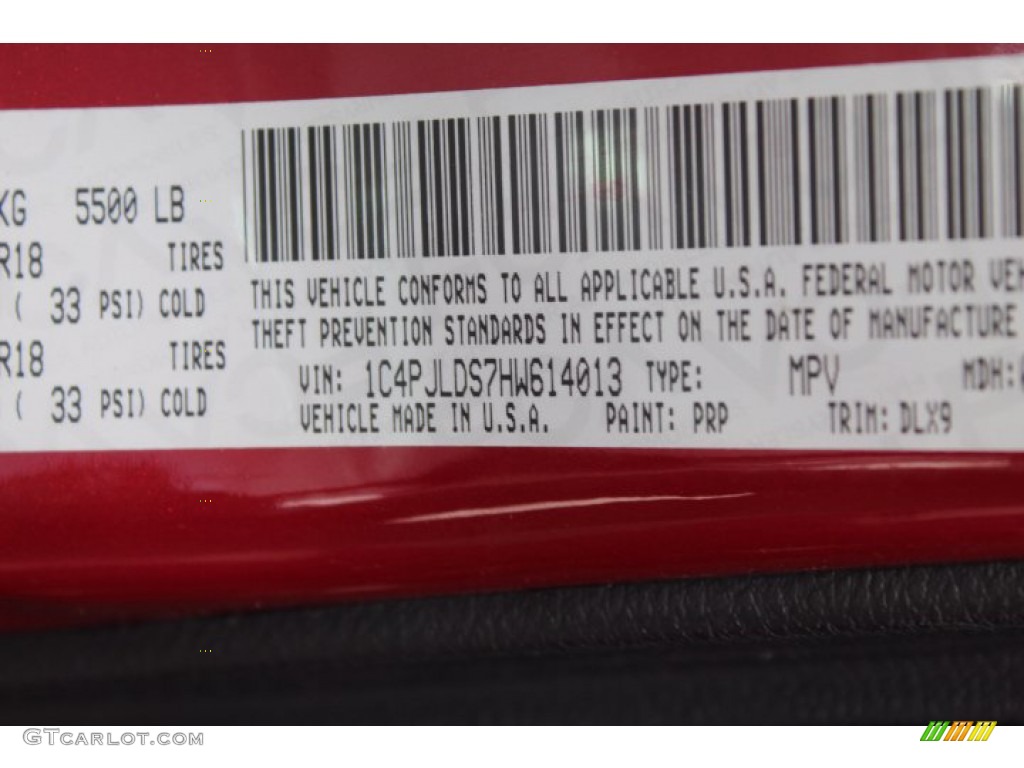 KG 5500 LB
R18 TIRES
( 33 PSI) COLD
R18 TIRES
( 33 PSI) COLD
THIS VEHICLE CONFORMS TO ALL APPLICABLE U.S.A. FEDERAL MOTOR VEH
THEFT PREVENTION STANDARDS IN EFFECT ON THE DATE OF MANUFACTURE
VIN: 1C4PJLDS7HW614013 TYPE: MPV MDH:
VEHICLE MADE IN U.S.A. PAINT: PRP TRIM: DLX9
GTCARLOT.COM